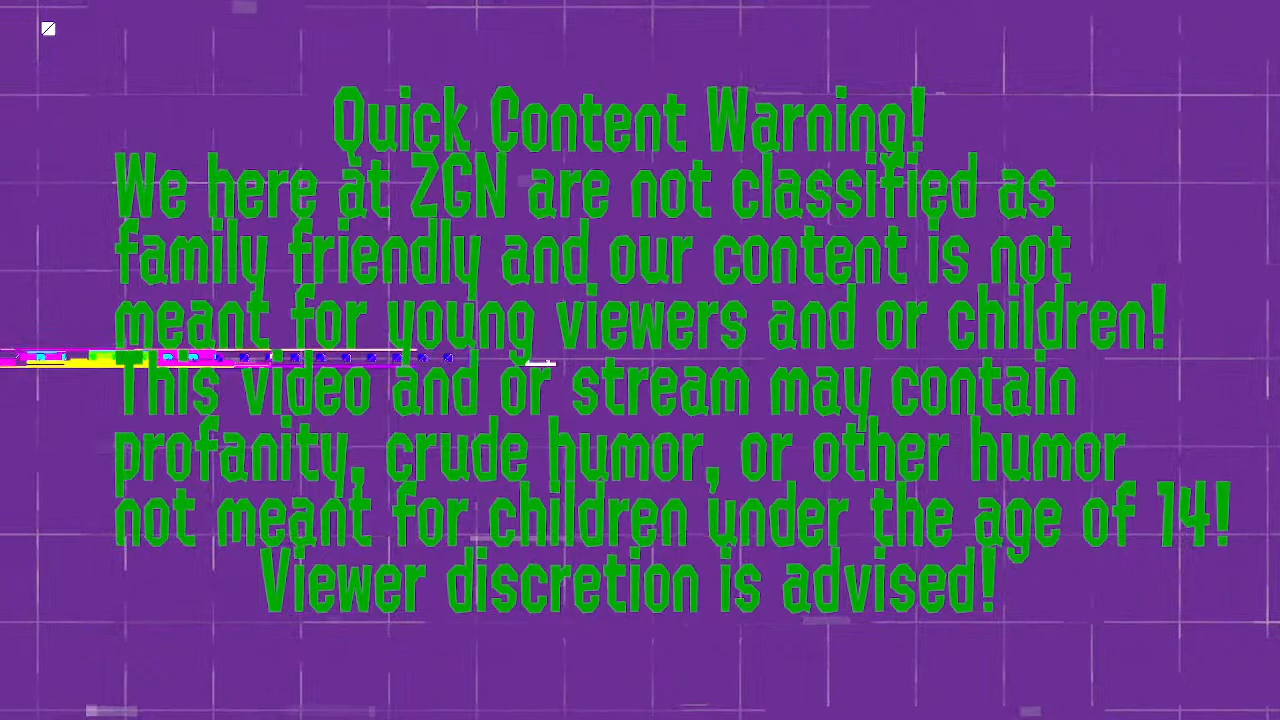 Quick Content Warning!
We here at ZGN are not classified as
family friendly and our content is not
meant for young viewers and or children!
This video and or stream may contain
profanity, crude humor, or other humor
not meant for children under the age of 14!
Viewer discretion is advised!